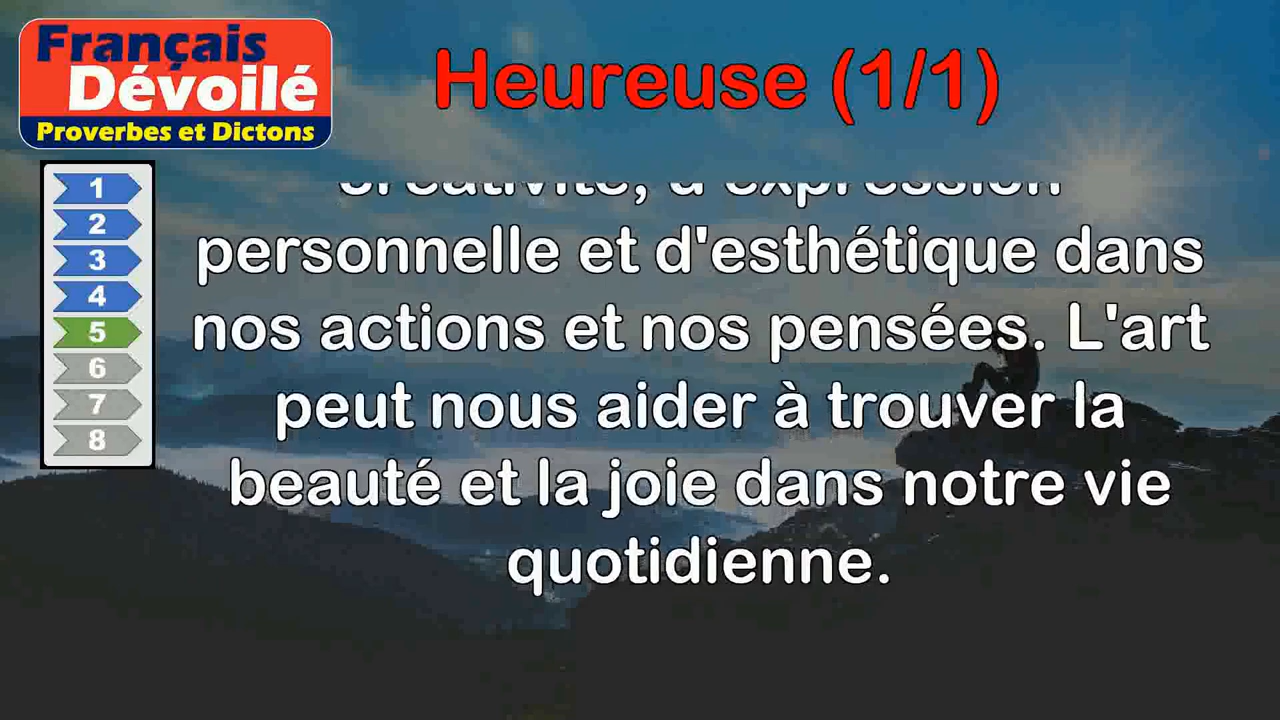 Français
Dévoilé
Proverbes et Dictons
Heureuse (1/1)
1
2
3
4
5
6
7
8
créativité, d'expression
personnelle et d'esthétique dans
nos actions et nos pensées. L'art
peut nous aider à trouver la
beauté et la joie dans notre vie
quotidienne.